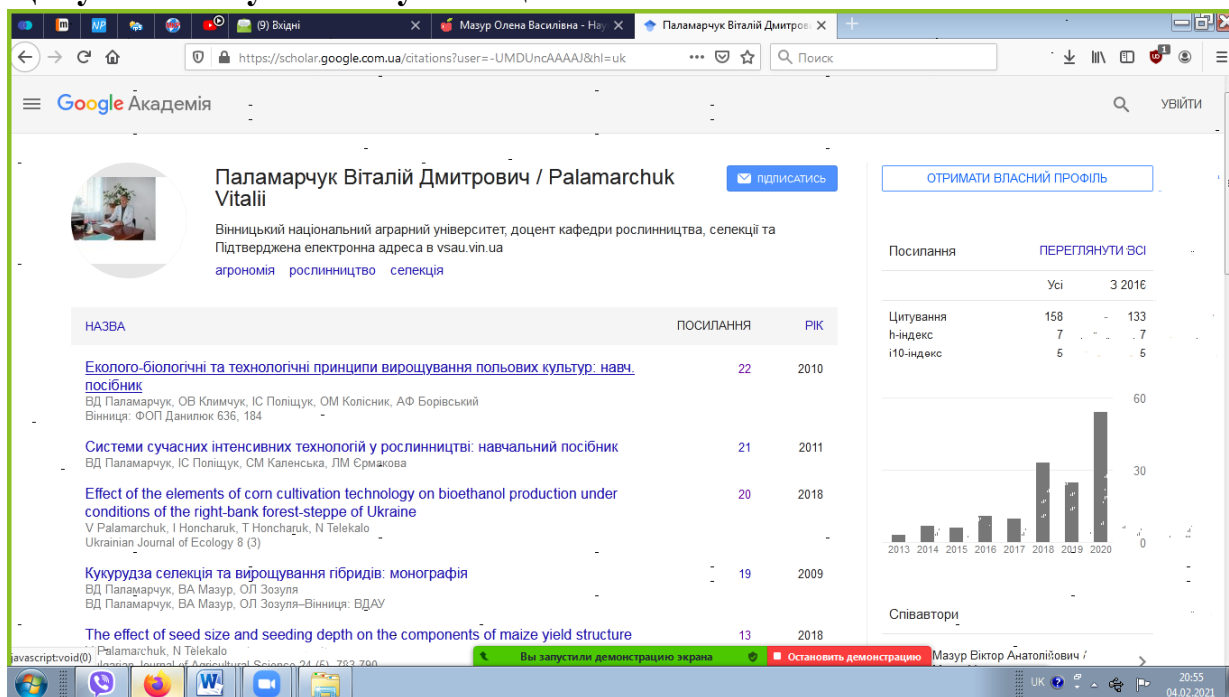 (9) Вхідні
Мазур Олена Василівна - Нау
Паламарчук Віталій Дмитров
https://scholar.google.com.ua/citations?user=-UMDUncAAAAJ&hl=uk
Поиск
1
Google Академія
УВІЙТИ
Паламарчук Віталій Дмитрович / Palamarchuk
Vitalii
ПІДПИСАТИСЬ
ОТРИМАТИ ВЛАСНИЙ ПРОФІЛЬ
Вінницький національний аграрний університет, доцент кафедри рослинництва, селекції та
Підтверджена електронна адреса в vsau.vin.ua
агрономія рослинництво селекція
Посилання ПЕРЕГЛЯНУТИ ВСІ
Усі З 2016
Цитування 158 133
h-індекс 7 7
i10-індекс 5 5
60
30
0
2013 2014 2015 2016 2017 2018 2019 2020
НАЗВА ПОСИЛАННЯ РІК
Еколого-біологічні та технологічні принципи вирощування польових культур: навч. 22 2010
посібник
ВД Паламарчук, ОВ Климчук, ІС Поліщук, ОМ Колісник, АФ Борівський
Вінниця: ФОП Данилюк 636, 184
Системи сучасних інтенсивних технологій у рослинництві: навчальний посібник 21 2011
ВД Паламарчук, ІС Поліщук, СМ Каленська, ЛМ Єрмакова
Effect of the elements of corn cultivation technology on bioethanol production under 20 2018
conditions of the right-bank forest-steppe of Ukraine
V Palamarchuk, I Honcharuk, T Honcharuk, N Telekalo
Ukrainian Journal of Ecology 8 (3)
Кукурудза селекція та вирощування гібридів: монографія 19 2009
ВД Паламарчук, ВА Мазур, ОЛ Зозуля
ВД Паламарчук, ВА Мазур, ОЛ Зозуля–Вінниця: ВДАУ
The effect of seed size and seeding depth on the components of maize yield structure 13 2018
Palamarchuk, N Telekalo
Journal of Agricultural Science 24 (5), 783-790
Співавтори
Мазур Віктор Анатолійович /
javascript:void(0)
Вы запустили демонстрацию экрана
Остановить демонстрацию
UK
20:55
04.02.2021